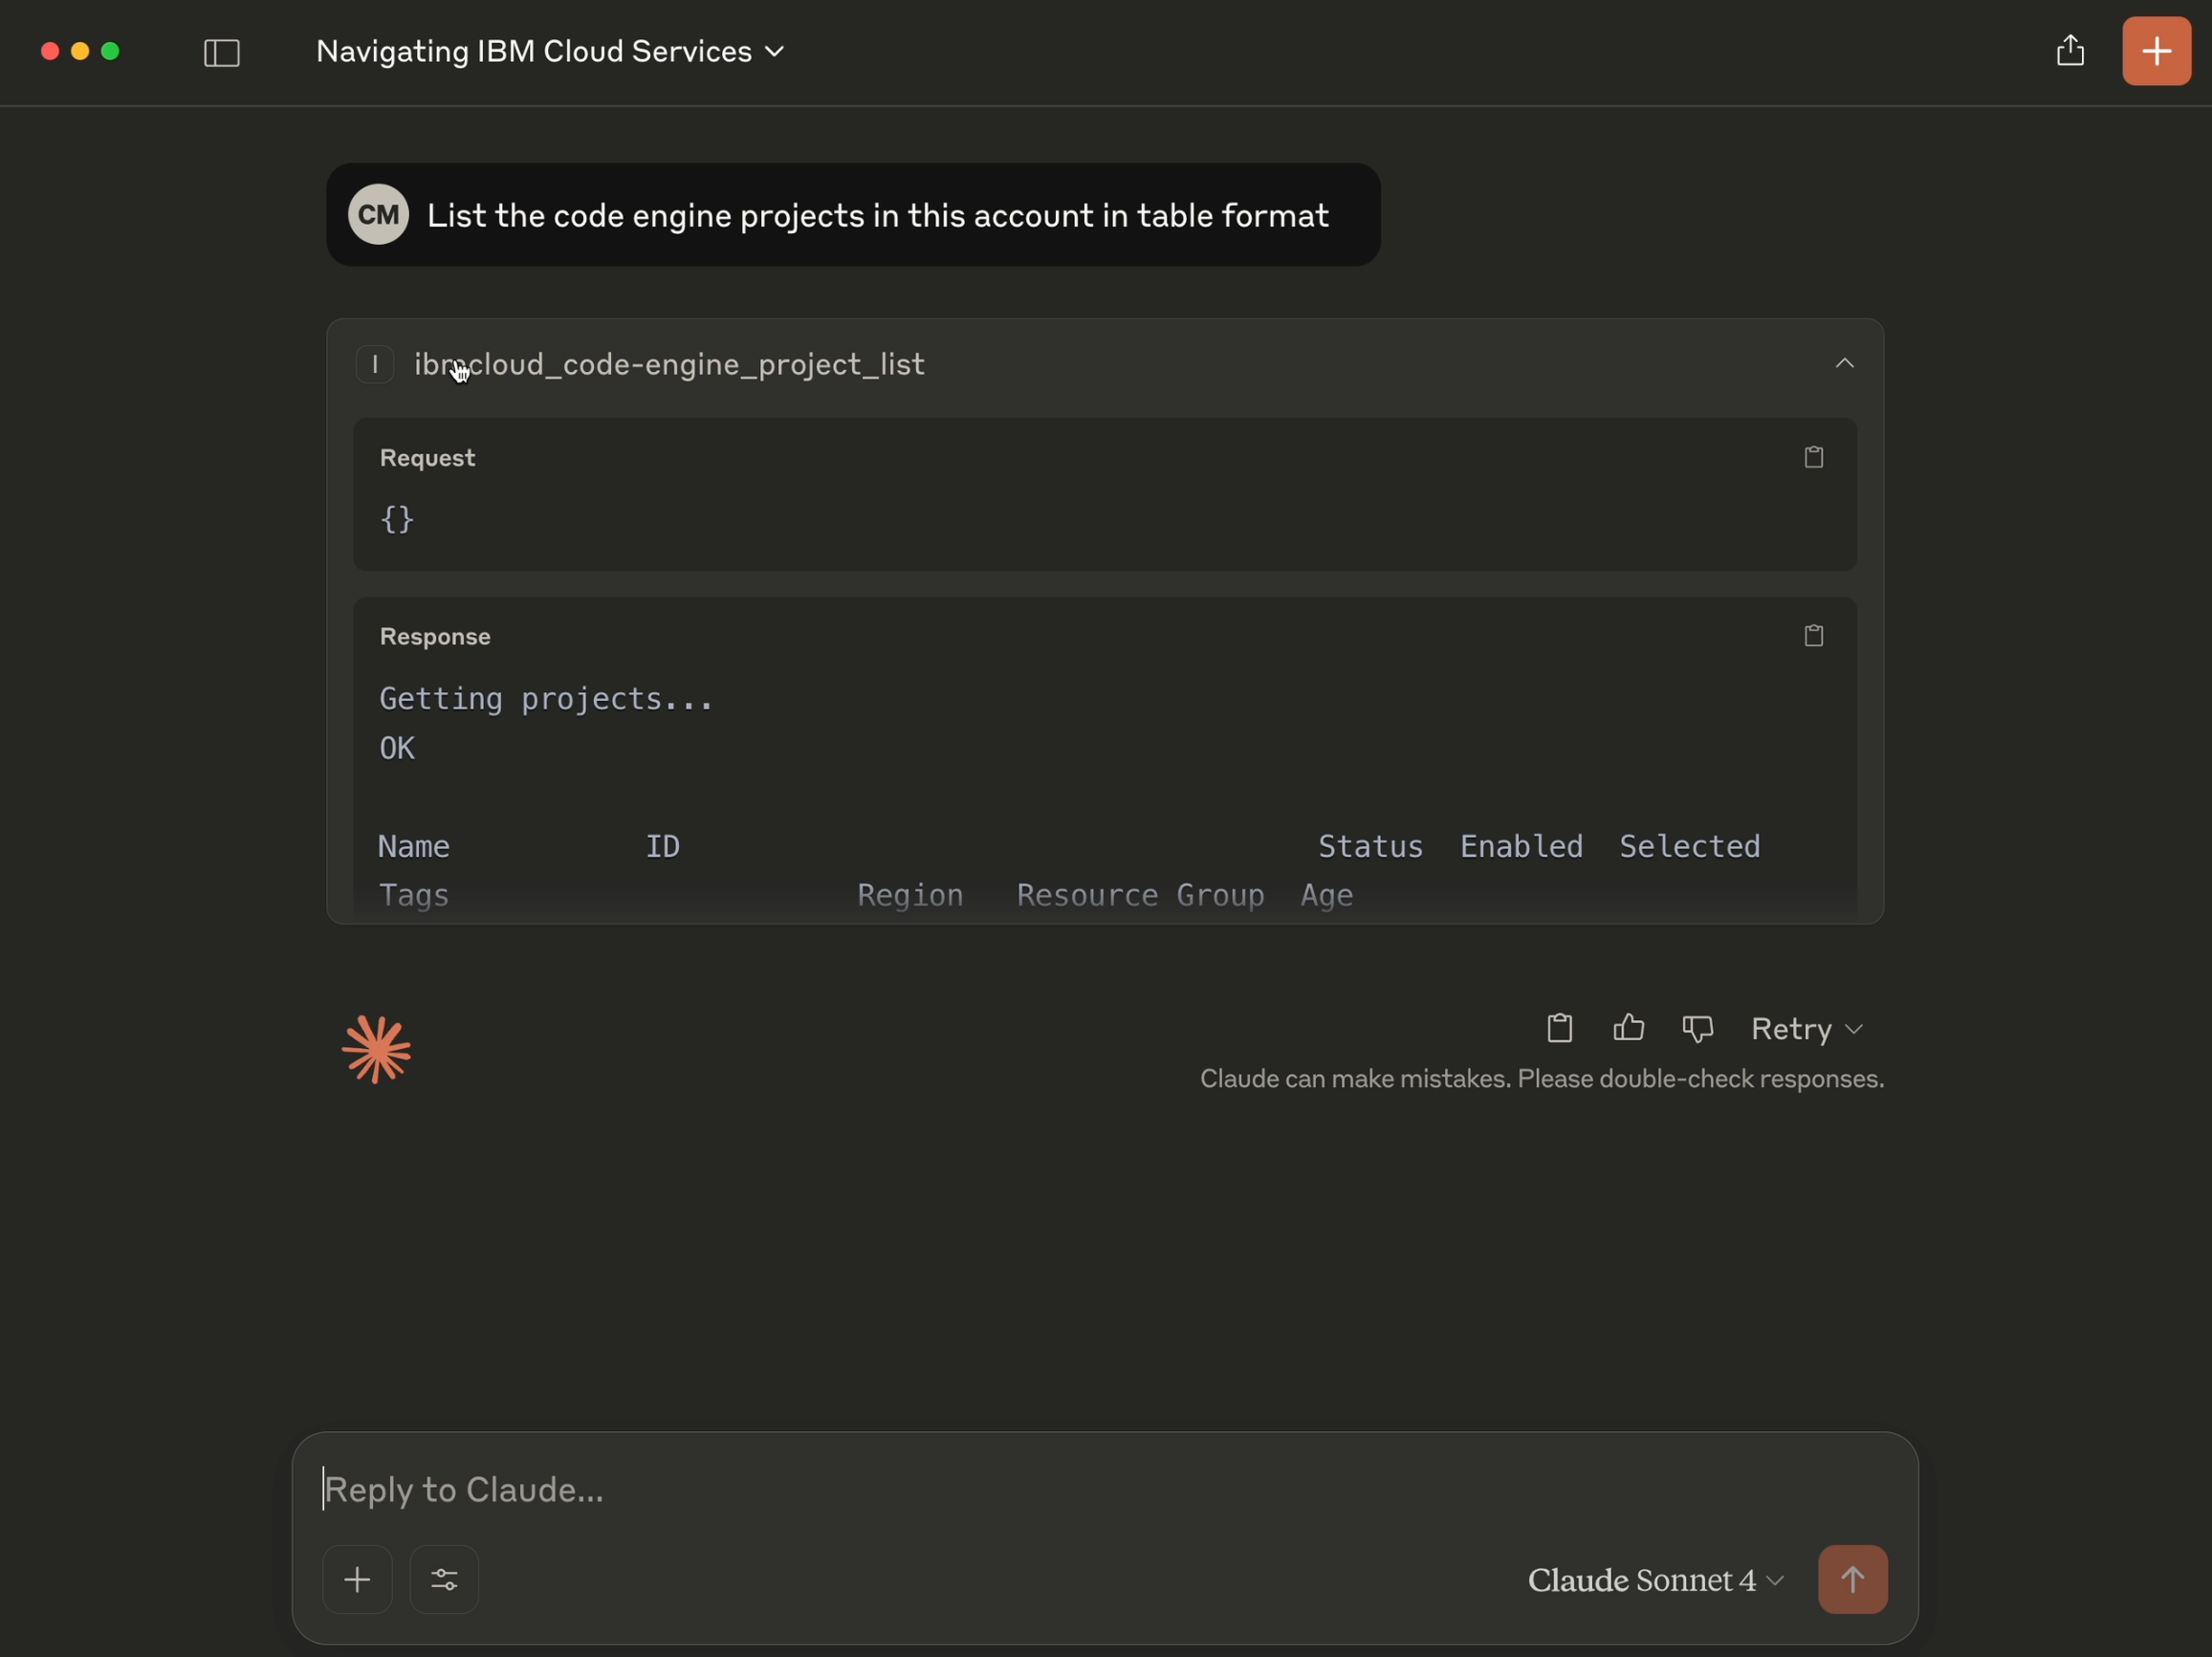 Navigating IBM Cloud Services
CM List the code engine projects in this account in table format
I ibmcloud_code-engine_project_list
Request
{}
Response
Getting projects...
OK
Name ID Status Enabled Selected
Tags Region Resource Group Age
Retry
Claude can make mistakes. Please double-check responses.
Reply to Claude...
Claude Sonnet 4